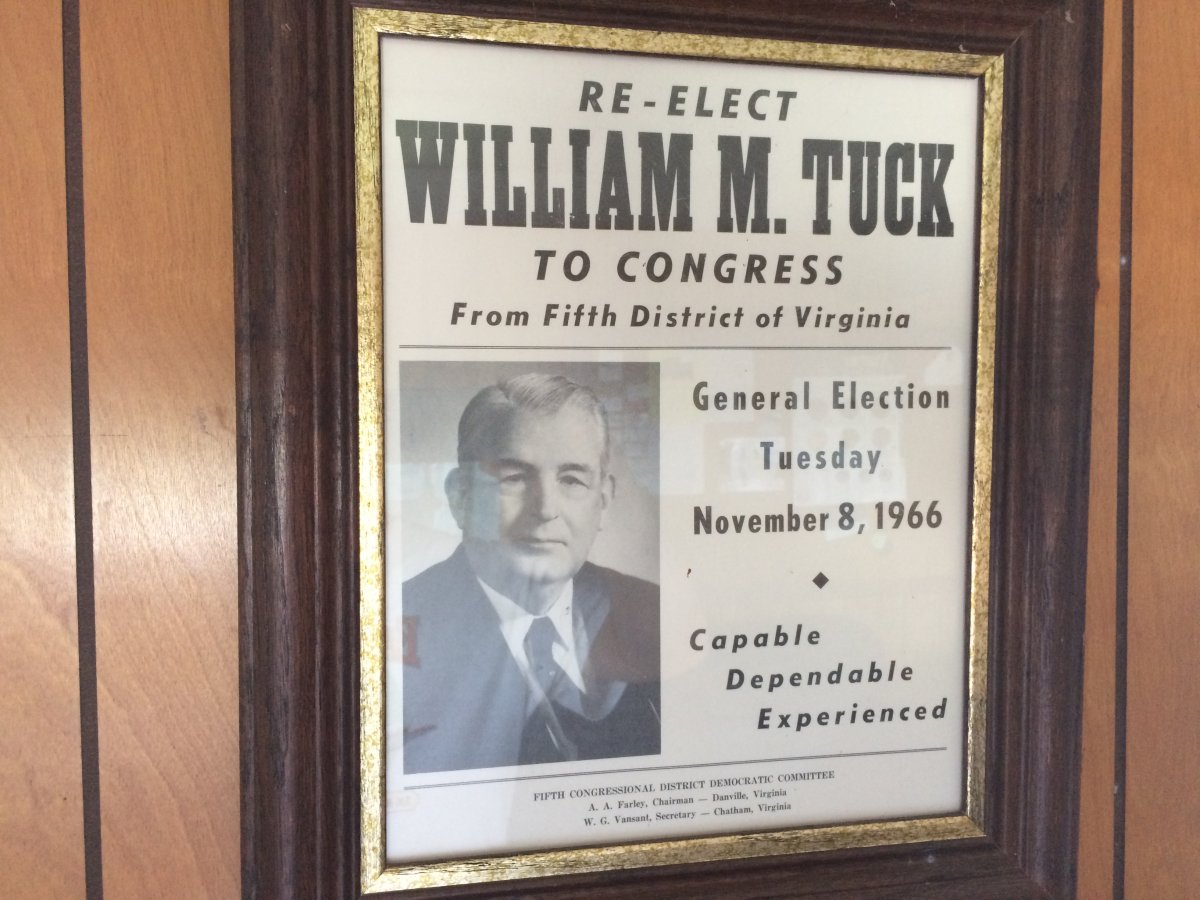 RE-ELECT
WILLIAM M. TUCK
TO CONGRESS
From Fifth District of Virginia
General Election
Tuesday
November 8, 1966
Capable
Dependable
Experienced
FIFTH CONGRESSIONAL DISTRICT DEMOCRATIC COMMITTEE
A. A. Farley, Chairman — Danville, Virginia
W. G. Vansant, Secretary — Chatham, Virginia